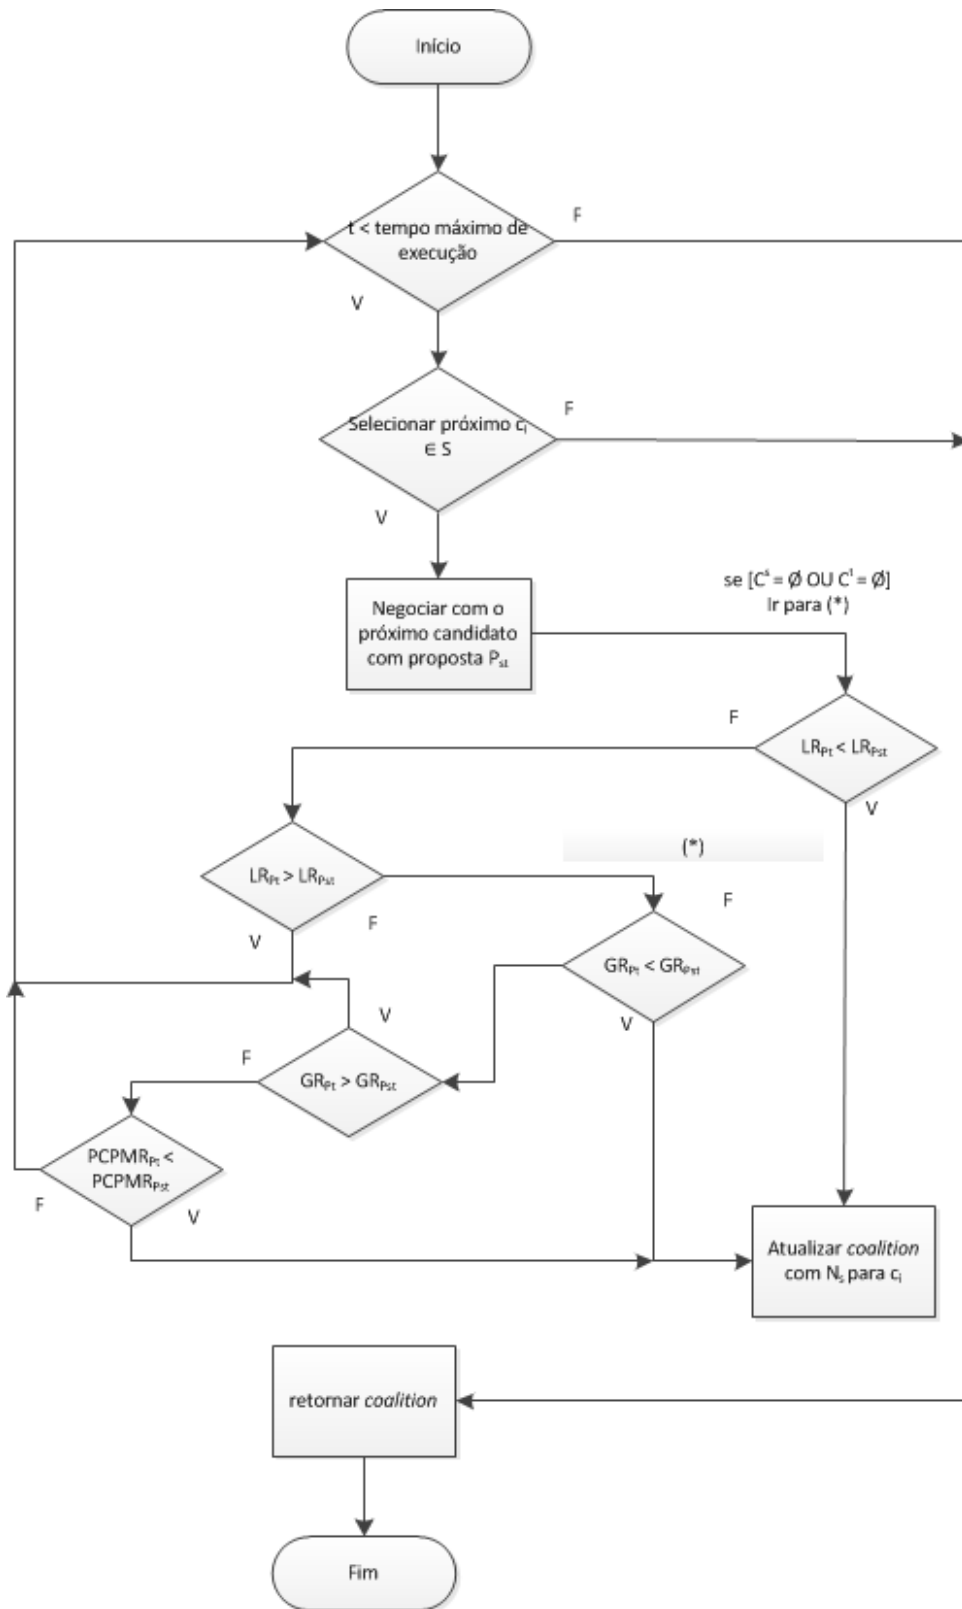 Início
t < tempo máximo de
execução
F
V
Selecionar próximo cᵢ
∈ S
F
V
Negociar com o
próximo candidato
com proposta Pst
se [Cˢ = Ø OU Cᵗ = Ø]
Ir para (*)
F
LRPt < LRPst
V
(*)
LRPt > LRPst
F
V
F
GRPt < GRPst
V
V
F
GRPt > GRPst
PCPMRPt <
PCPMRPst
F
V
Atualizar coalition
com Ns para cᵢ
retornar coalition
Fim